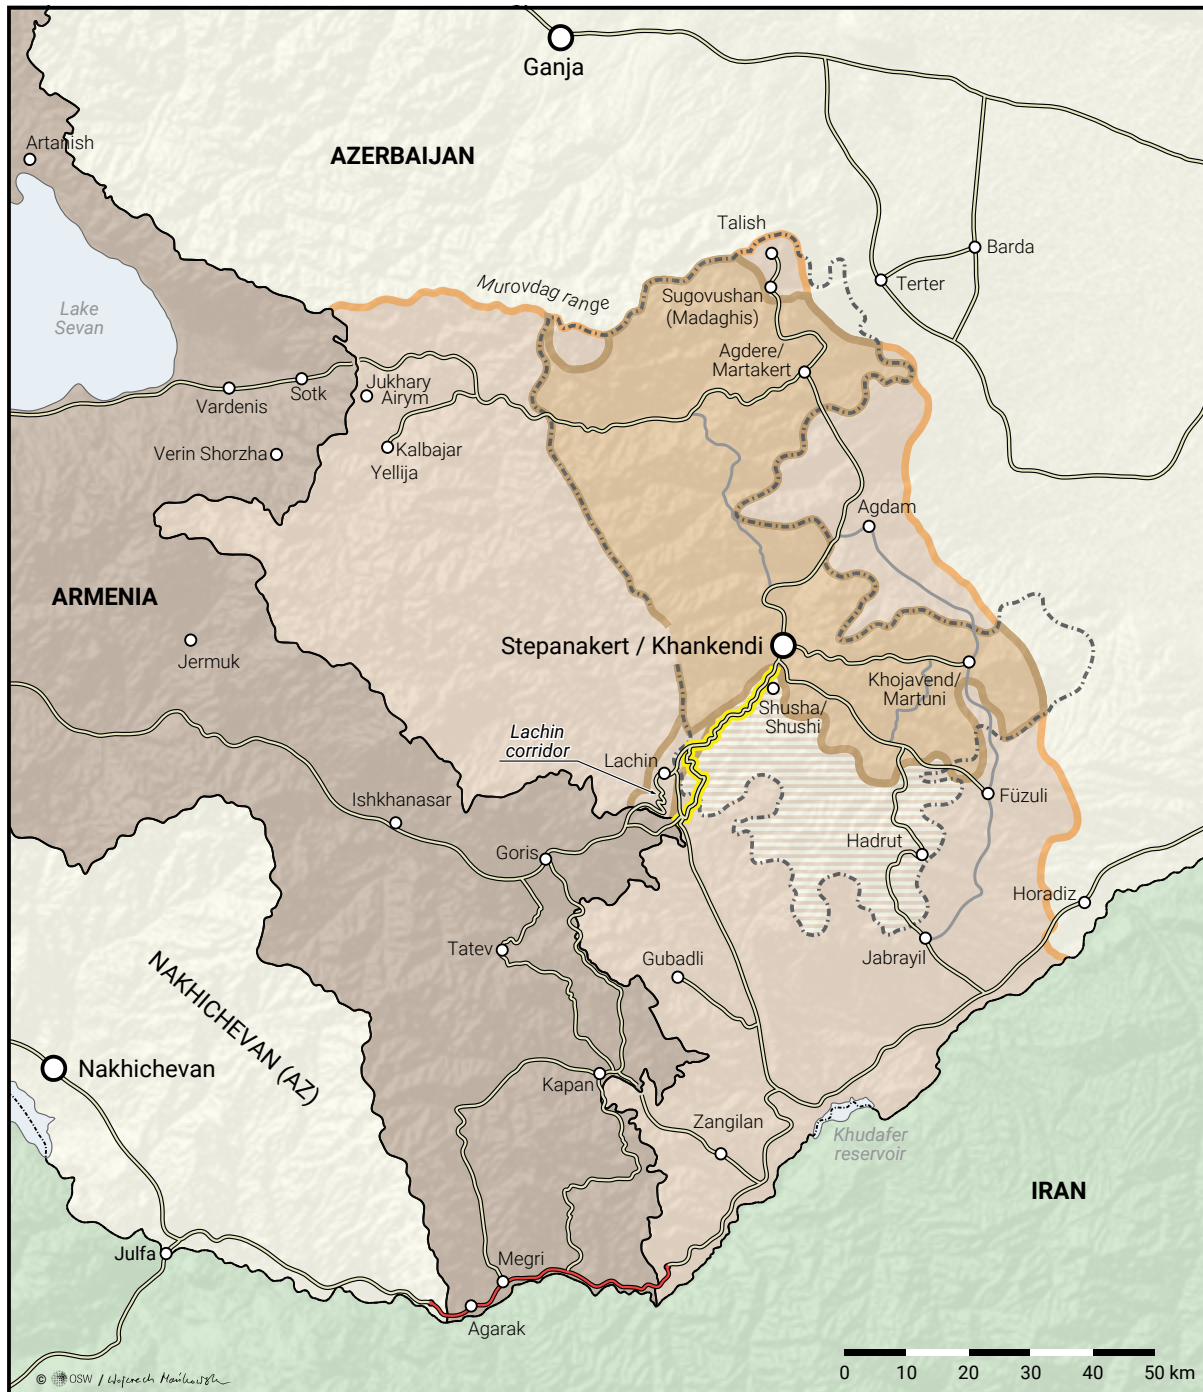 Ganja
Artanish
AZERBAIJAN
Talish
Barda
Terter
Murovdag range
Sugovushan
(Madaghis)
Lake
Sevan
Agdere/
Martakert
Jukhary
Airym
Sotk
Vardenis
Verin Shorzha
Kalbajar
Yellija
Agdam
ARMENIA
Jermuk
Stepanakert / Khankendi
Khojavend/
Martuni
Shusha/
Shushi
Lachin
corridor
Lachin
Ishkhanasar
Füzuli
Goris
Hadrut
Horadiz
Tatev
Gubadli
Jabrayil
NAKHICHEVAN (AZ)
Nakhichevan
Kapan
Zangilan
Khudafer
reservoir
IRAN
Julfa
Megri
Agarak
0 10 20 30 40 50 km
© OSW / Wojciech Mańkowski